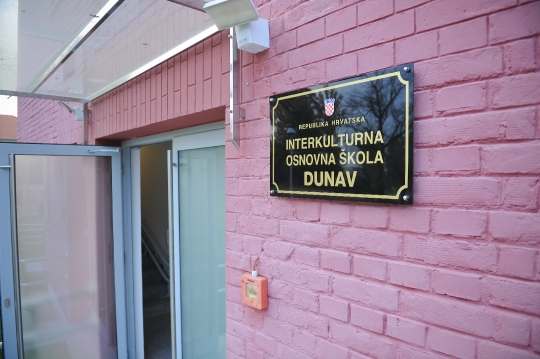 REPUBLIKA HRVATSKA
INTERKULTURNA
OSNOVNA ŠKOLA
DUNAV